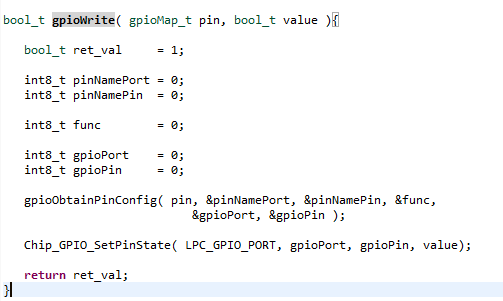 bool_t gpioWrite( gpioMap_t pin, bool_t value ){
bool_t ret_val     = 1;
int8_t pinNamePort = 0;
int8_t pinNamePin  = 0;
int8_t func        = 0;
int8_t gpioPort    = 0;
int8_t gpioPin     = 0;
gpioObtainPinConfig( pin, &pinNamePort, &pinNamePin, &func,
&gpioPort, &gpioPin );
Chip_GPIO_SetPinState( LPC_GPIO_PORT, gpioPort, gpioPin, value);
return ret_val;
}